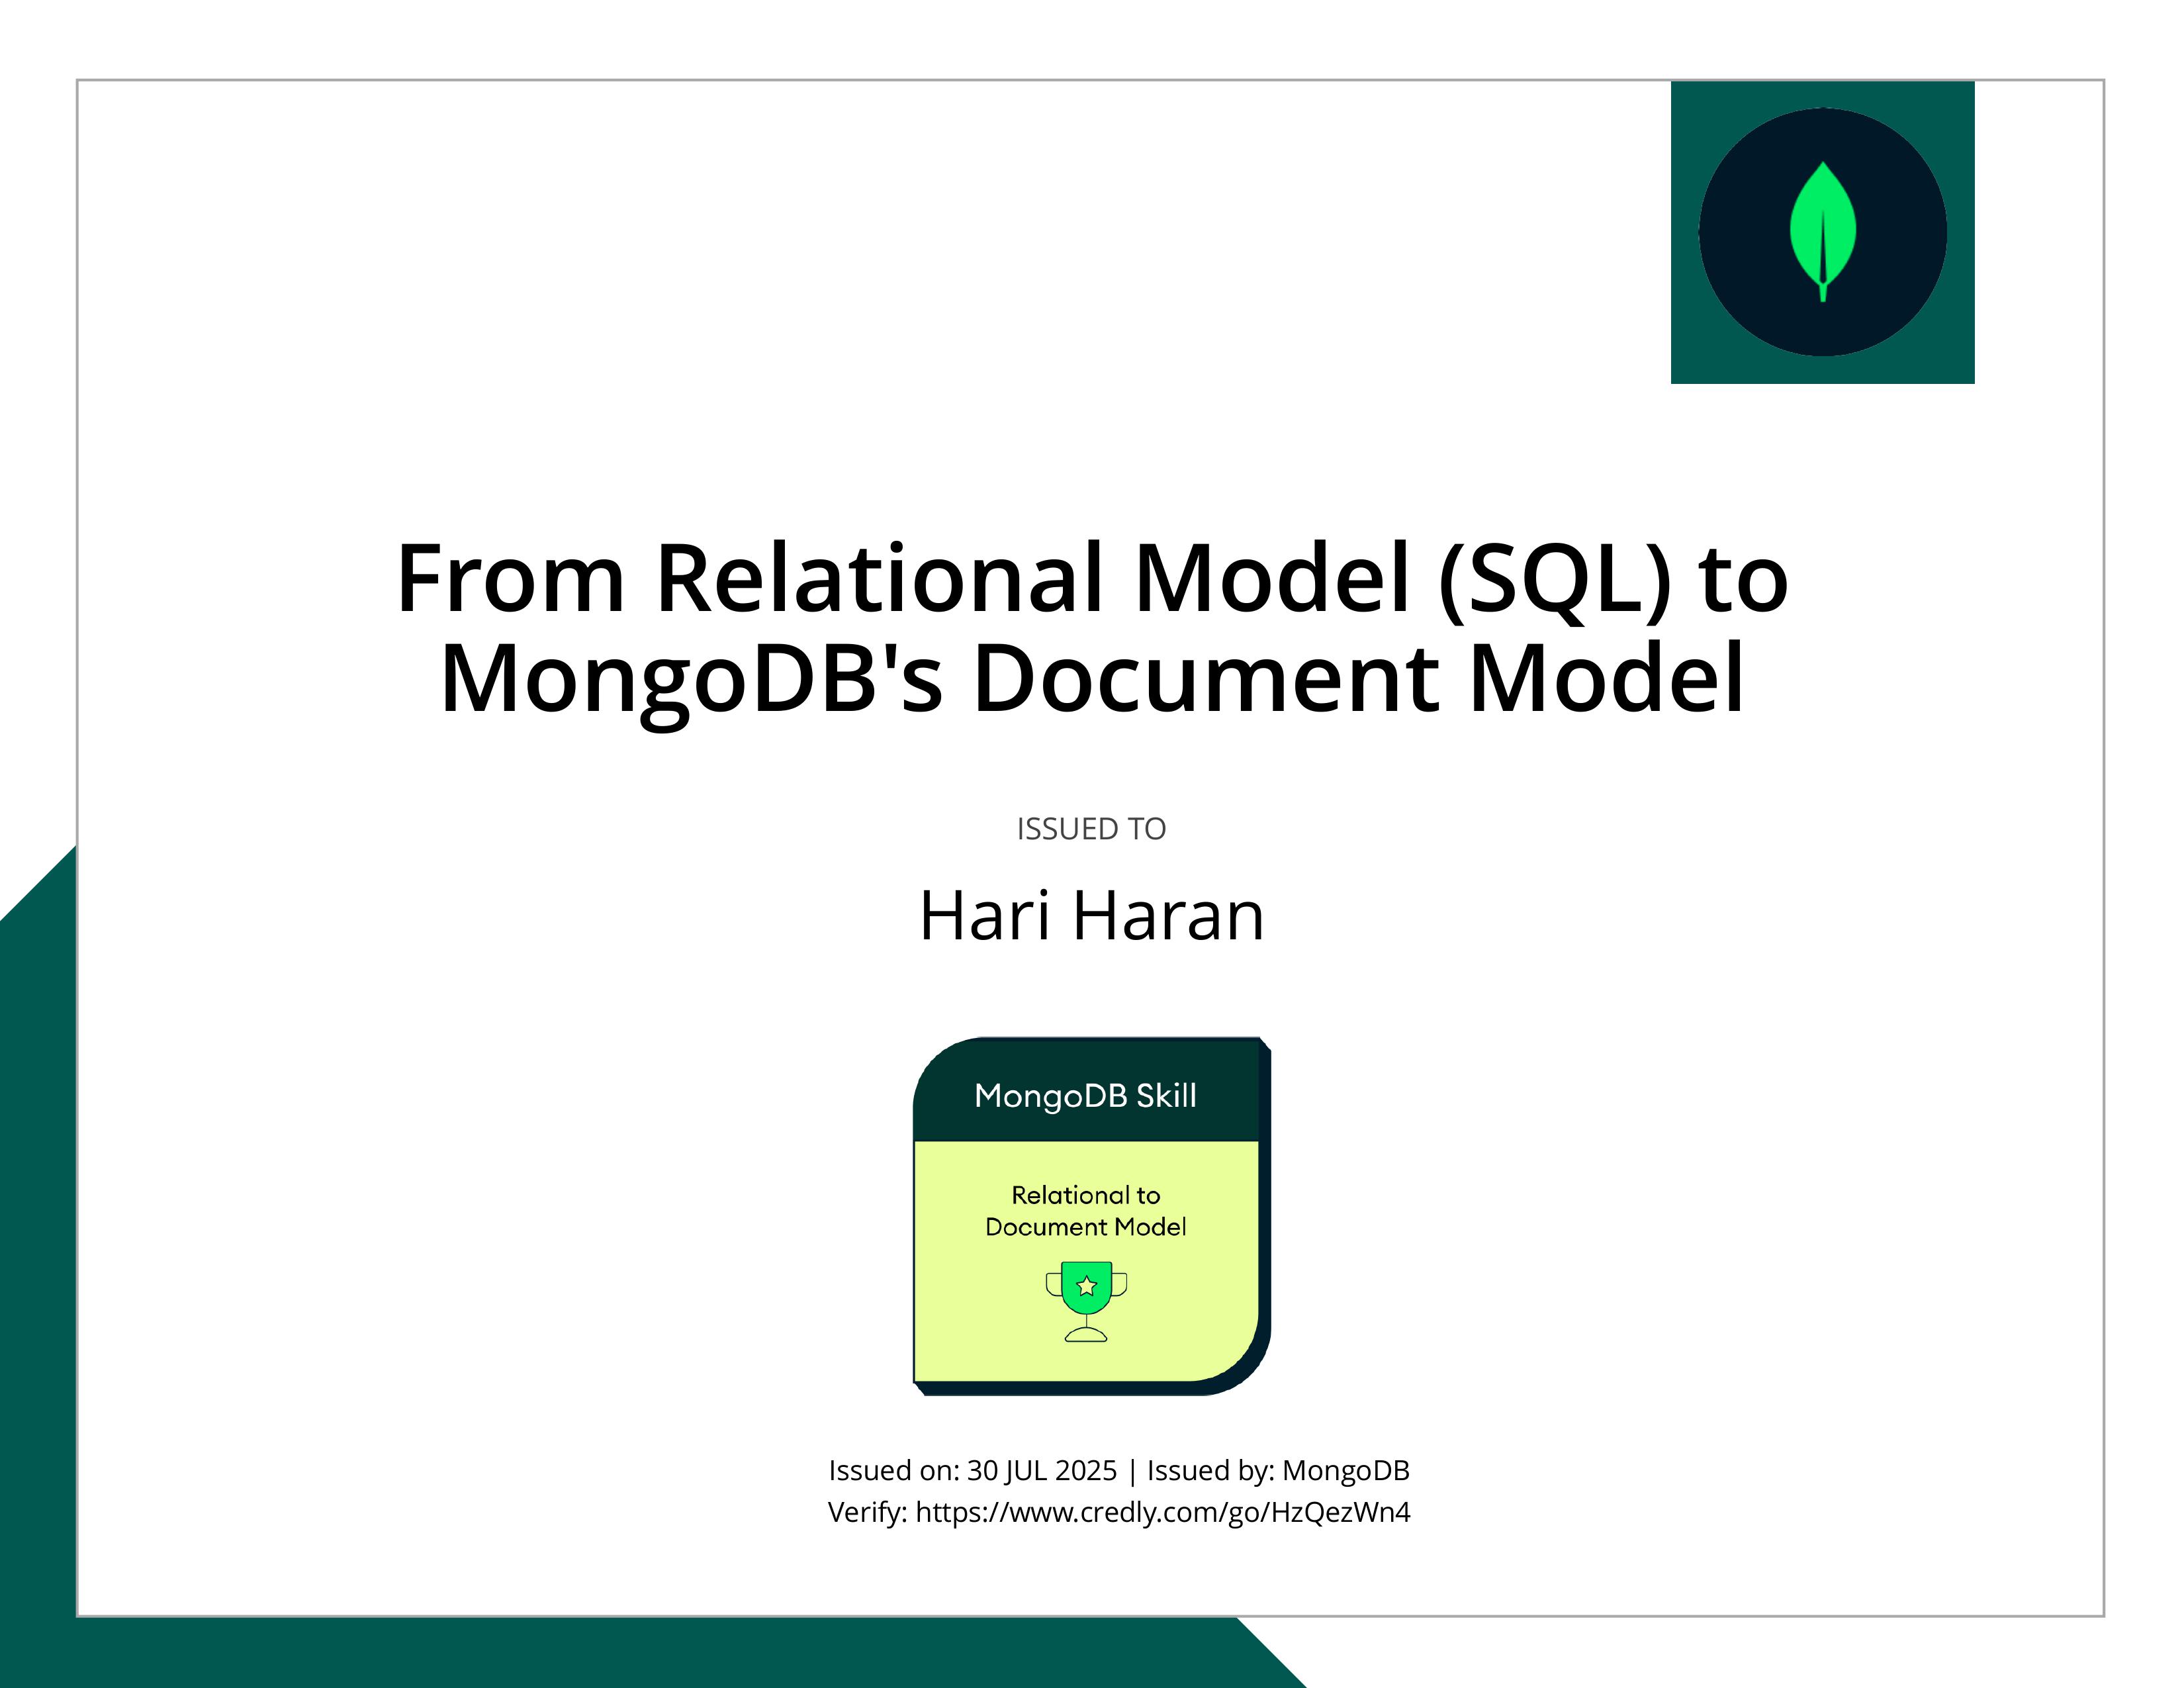 From Relational Model (SQL) to
MongoDB's Document Model
ISSUED TO
Hari Haran
MongoDB Skill
Relational to
Document Model
Issued on: 30 JUL 2025 | Issued by: MongoDB
Verify: https://www.credly.com/go/HzQezWn4